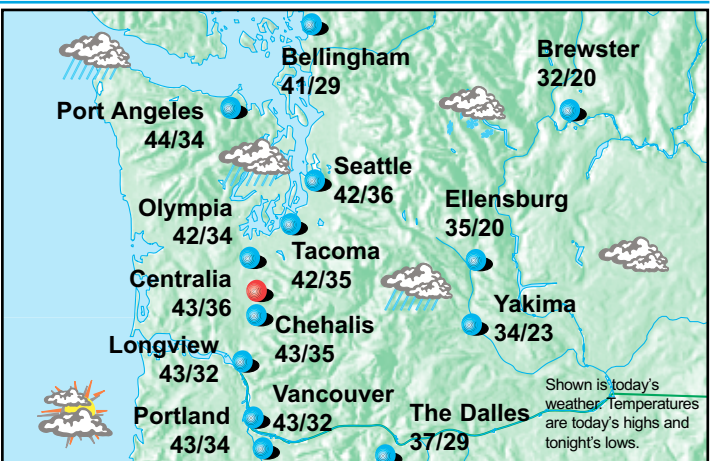 Bellingham
41/29
Brewster
32/20
Port Angeles
44/34
Seattle
42/36
Olympia
42/34
Ellensburg
35/20
Tacoma
42/35
Centralia
43/36
Yakima
34/23
Chehalis
43/35
Longview
43/32
Vancouver
43/32
Portland
43/34
The Dalles
37/29
Shown is today's
weather. Temperatures
are today's highs and
tonight's lows.